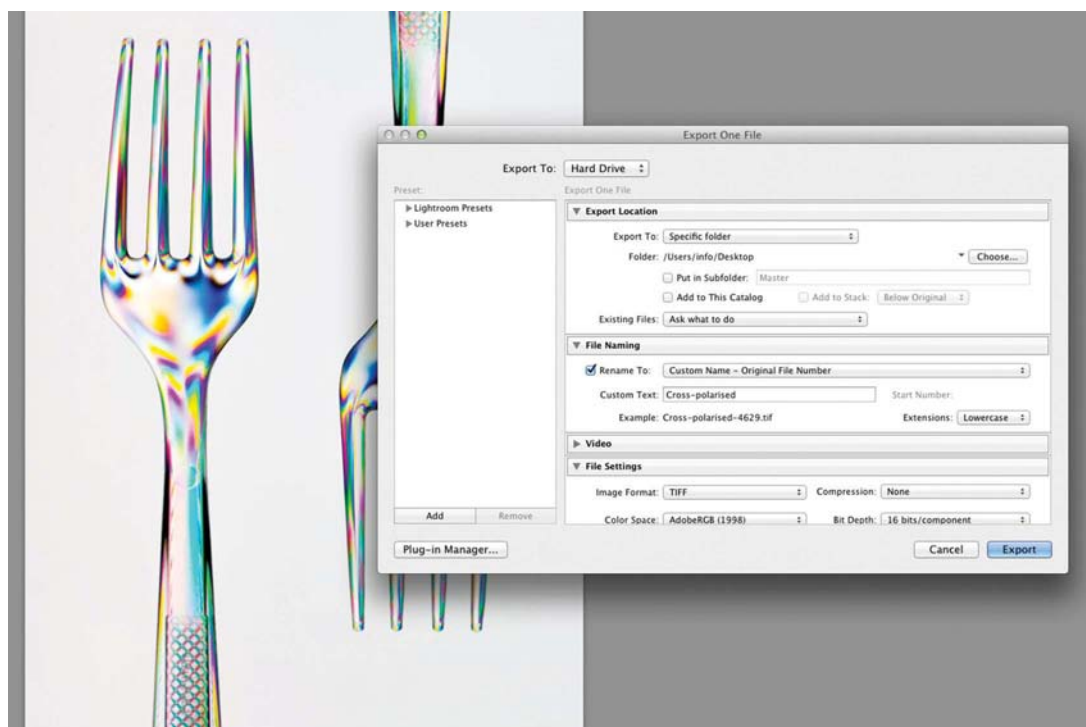 Export One File
Export To: Hard Drive
Preset:
Export One File
Lightroom Presets
User Presets
Export Location
Export To: Specific folder
Folder: /Users/info/Desktop
Choose...
Put in Subfolder: Master
Add to This Catalog
Add to Stack: Below Original
Existing Files: Ask what to do
File Naming
Rename To: Custom Name - Original File Number
Custom Text: Cross-polarised
Start Number:
Example: Cross-polarised-4629.tif
Extensions: Lowercase
Video
File Settings
Image Format: TIFF
Compression: None
Color Space: AdobeRGB (1998)
Bit Depth: 16 bits/component
Add
Remove
Plug-in Manager...
Cancel
Export